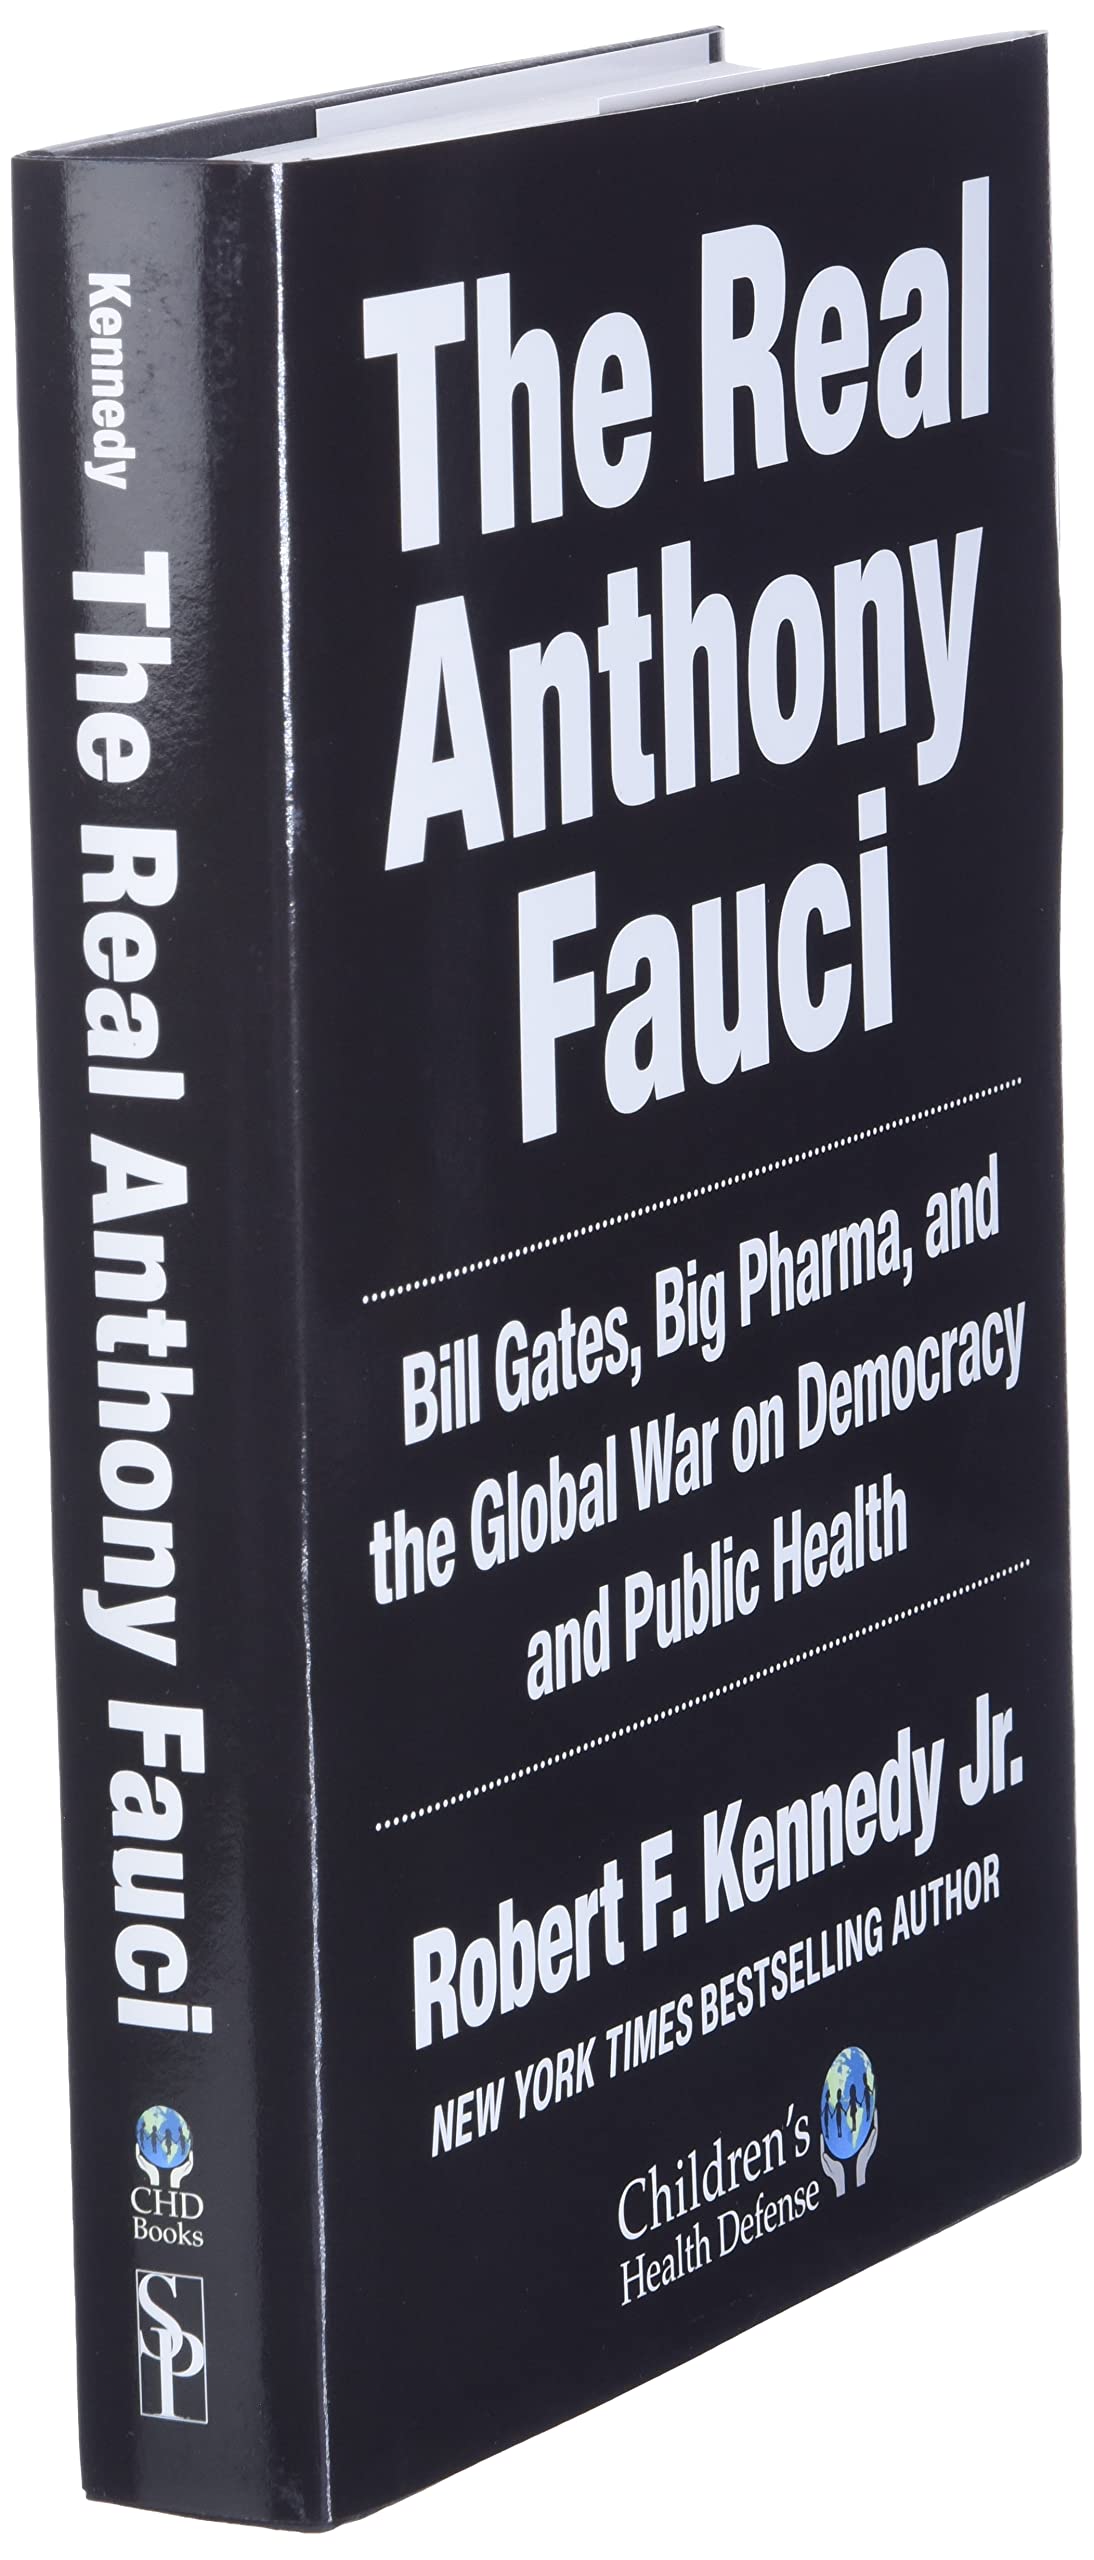 Kennedy The Real Anthony Fauci
CHD
Books
SP
The Real
Anthony
Fauci
Bill Gates, Big Pharma, and
the Global War on Democracy
and Public Health
Robert F. Kennedy Jr.
NEW YORK TIMES BESTSELLING AUTHOR
Children's
Health Defense